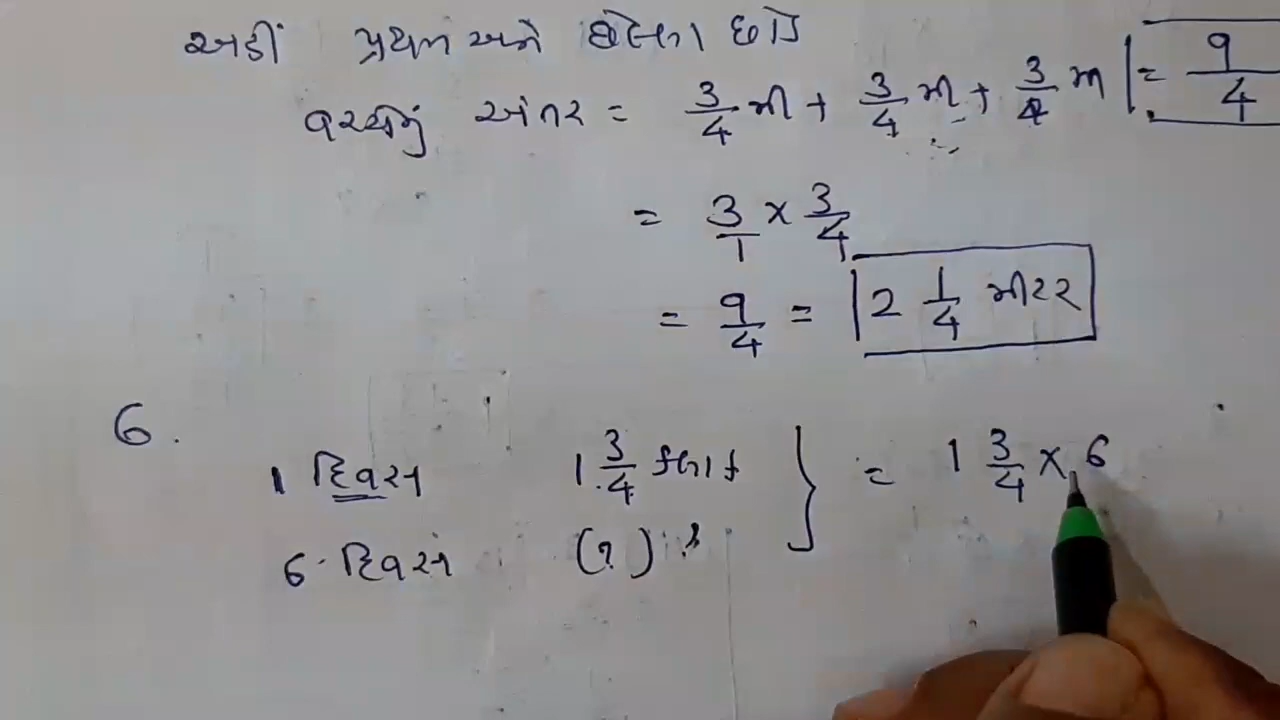 અહીં પ્રથમ અને છેલ્લા છોડ
વચ્ચેનું અંતર = 3/4 મી + 3/4 મી + 3/4 મી = 9/4
= 3/1 × 3/4
= 9/4 = 2 1/4 મીટર
6.
1 દિવસ 1 3/4 કલાક } = 1 3/4 × 6
6 દિવસ (?)